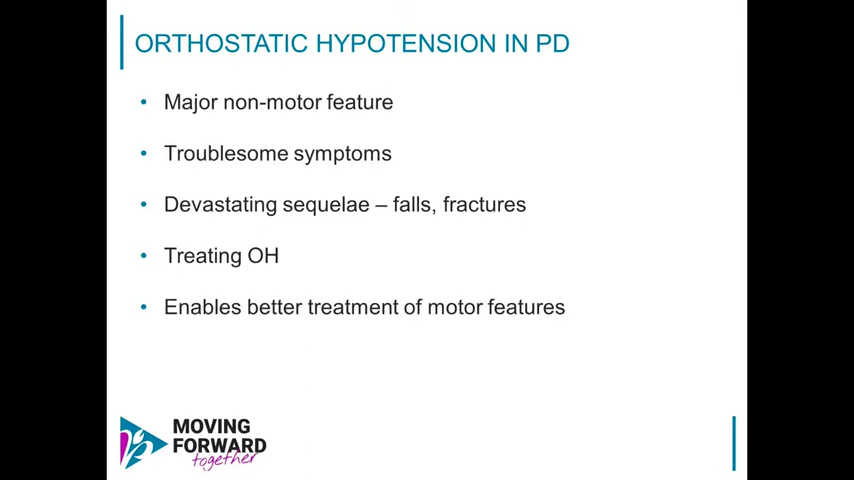 ORTHOSTATIC HYPOTENSION IN PD
• Major non-motor feature
• Troublesome symptoms
• Devastating sequelae – falls, fractures
• Treating OH
• Enables better treatment of motor features
MOVING
FORWARD
together